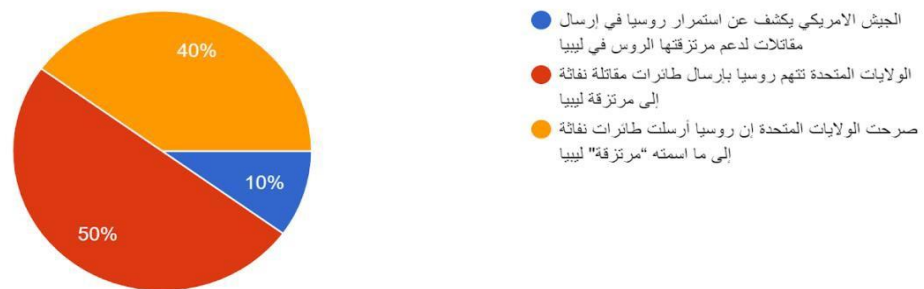 40%
10%
50%
الجيش الامريكي يكشف عن استمرار روسيا في إرسال
مقاتلات لدعم مرتزقتها الروس في ليبيا
الولايات المتحدة تتهم روسيا بإرسال طائرات مقاتلة نفاثة
إلى مرتزقة ليبيا
صرحت الولايات المتحدة إن روسيا أرسلت طائرات نفاثة
إلى ما اسمته “مرتزقة" ليبيا